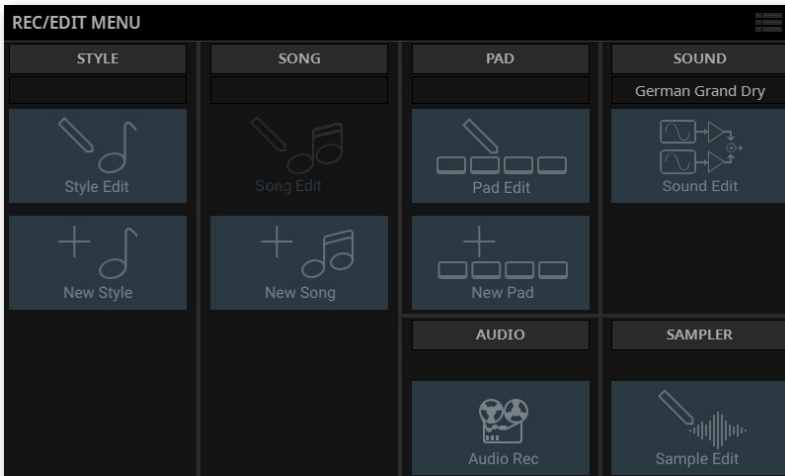 REC/EDIT MENU
STYLE
SONG
PAD
SOUND
German Grand Dry
Style Edit
Song Edit
Pad Edit
Sound Edit
New Style
New Song
New Pad
AUDIO
SAMPLER
Audio Rec
Sample Edit